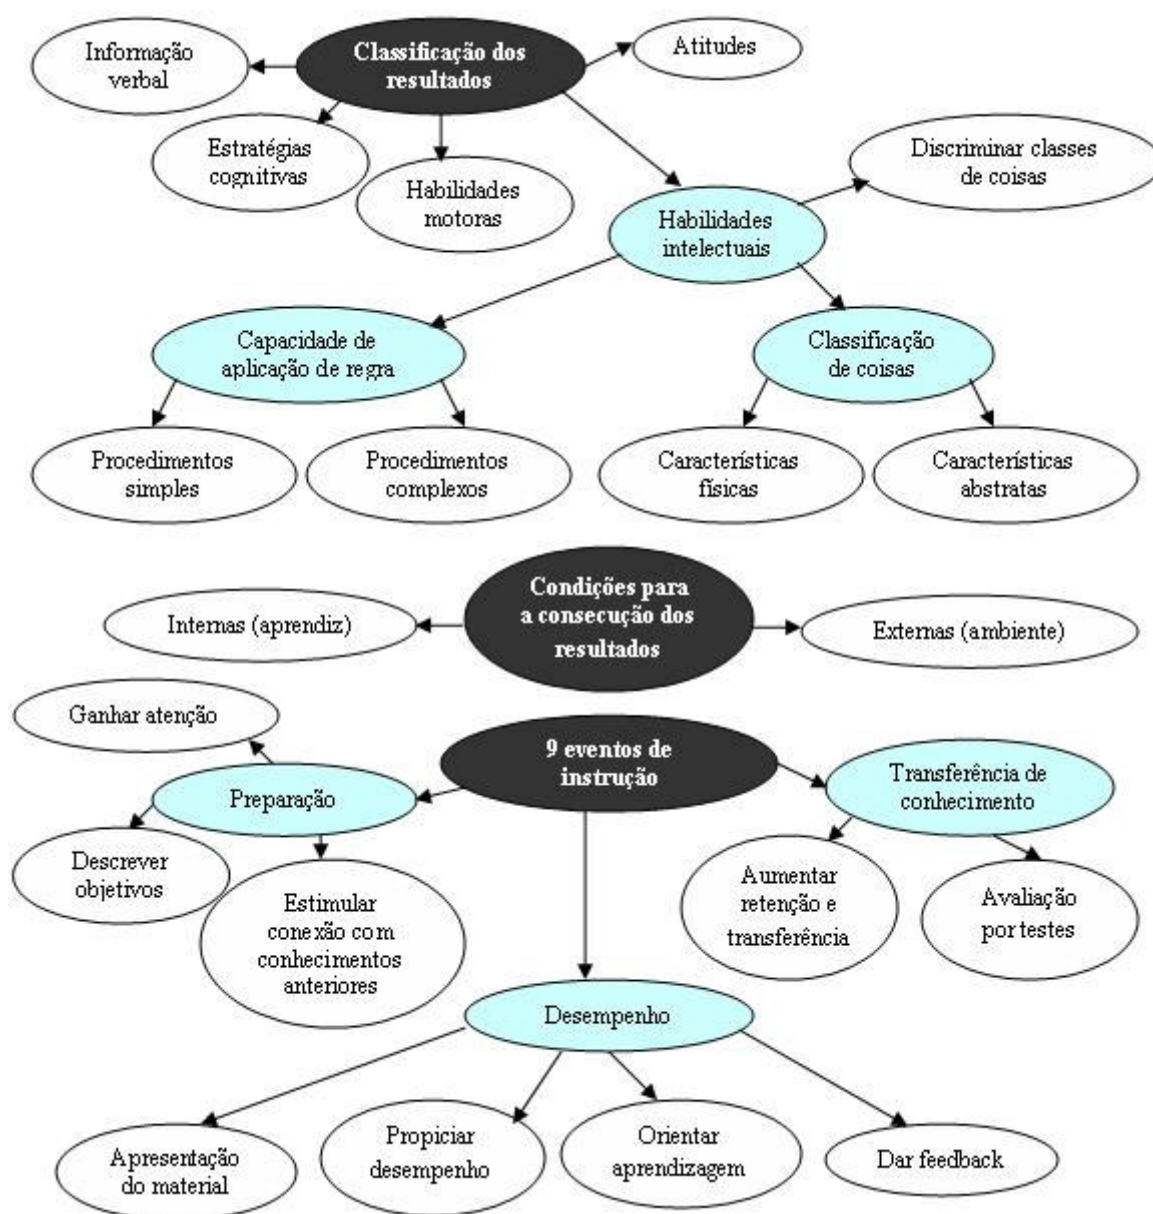 Informação
verbal
Classificação dos
resultados
Atitudes
Estratégias
cognitivas
Habilidades
motoras
Discriminar classes
de coisas
Habilidades
intelectuais
Capacidade de
aplicação de regra
Classificação
de coisas
Procedimentos
simples
Procedimentos
complexos
Características
físicas
Características
abstratas
Condições para
a consecução dos
resultados
Internas (aprendiz)
Externas (ambiente)
Ganhar atenção
9 eventos de
instrução
Preparação
Transferência de
conhecimento
Descrever
objetivos
Estimular
conexão com
conhecimentos
anteriores
Aumentar
retenção e
transferência
Avaliação
por testes
Desempenho
Apresentação
do material
Propiciar
desempenho
Orientar
aprendizagem
Dar feedback